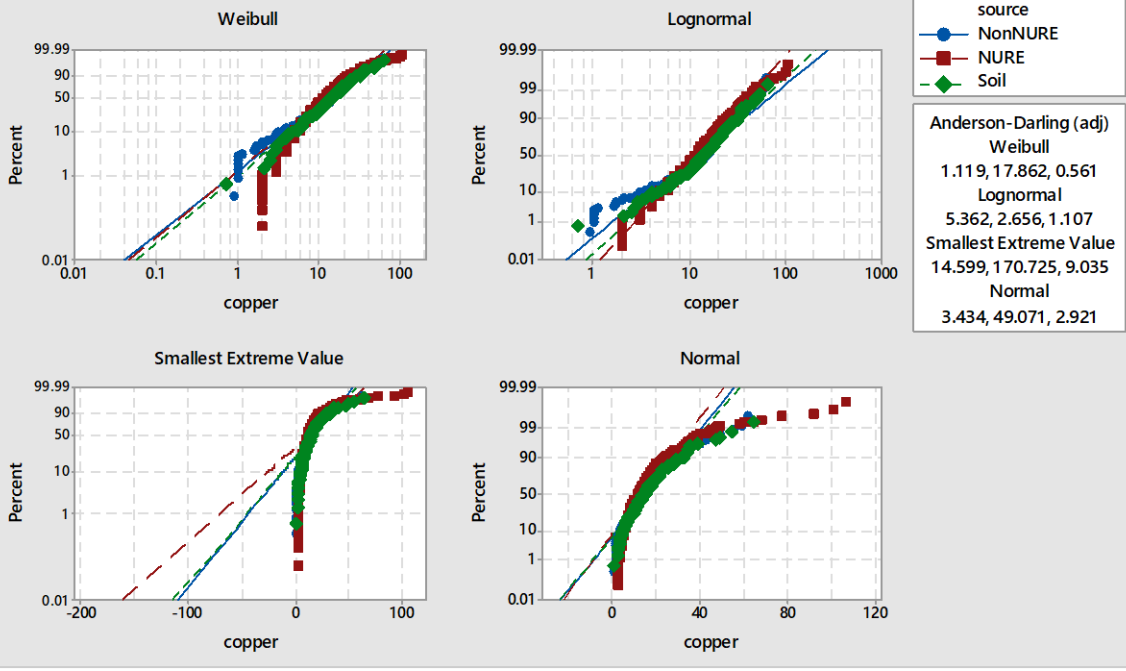 Weibull
99.99
90
50
10
1
0.01
Percent
0.01 0.1 1 10 100
copper
Lognormal
99.99
99
90
50
10
1
0.01
Percent
1 10 100 1000
copper
source
NonNURE
NURE
Soil
Anderson-Darling (adj)
Weibull
1.119, 17.862, 0.561
Lognormal
5.362, 2.656, 1.107
Smallest Extreme Value
14.599, 170.725, 9.035
Normal
3.434, 49.071, 2.921
Smallest Extreme Value
99.99
90
50
10
1
0.01
Percent
-200 -100 0 100
copper
Normal
99.99
99
90
50
10
1
0.01
Percent
0 40 80 120
copper